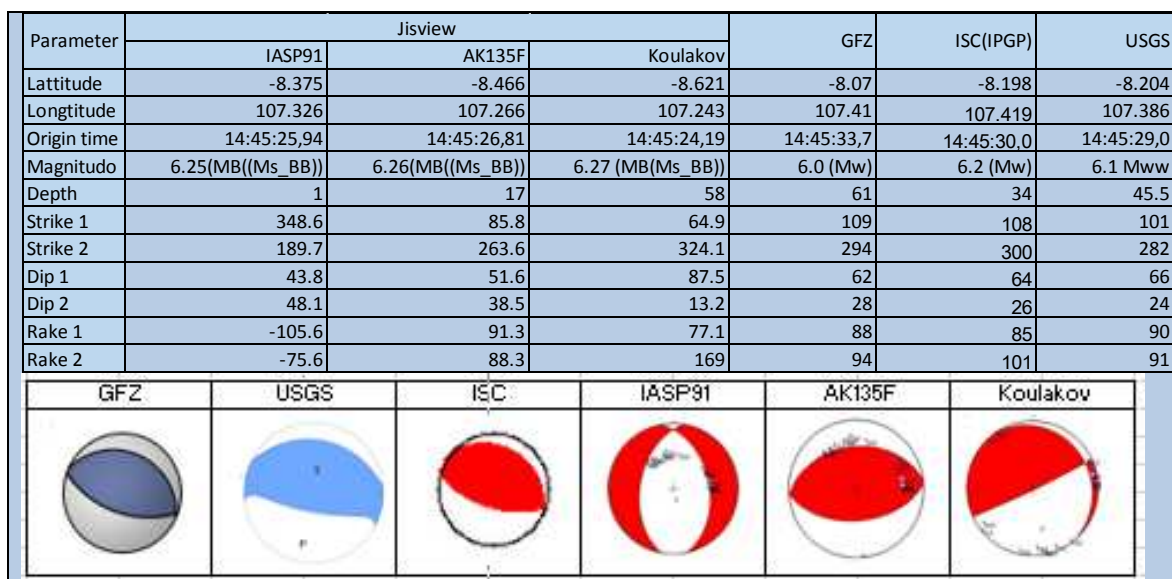 Parameter Jisview GFZ ISC(IPGP) USGS
IASP91 AK135F Koulakov
Lattitude -8.375 -8.466 -8.621 -8.07 -8.198 -8.204
Longtitude 107.326 107.266 107.243 107.41 107.419 107.386
Origin time 14:45:25,94 14:45:26,81 14:45:24,19 14:45:33,7 14:45:30,0 14:45:29,0
Magnitudo 6.25(MB((Ms_BB)) 6.26(MB((Ms_BB)) 6.27 (MB(Ms_BB)) 6.0 (Mw) 6.2 (Mw) 6.1 Mww
Depth 1 17 58 61 34 45.5
Strike 1 348.6 85.8 64.9 109 108 101
Strike 2 189.7 263.6 324.1 294 300 282
Dip 1 43.8 51.6 87.5 62 64 66
Dip 2 48.1 38.5 13.2 28 26 24
Rake 1 -105.6 91.3 77.1 88 85 90
Rake 2 -75.6 88.3 169 94 101 91
GFZ USGS ISC IASP91 AK135F Koulakov